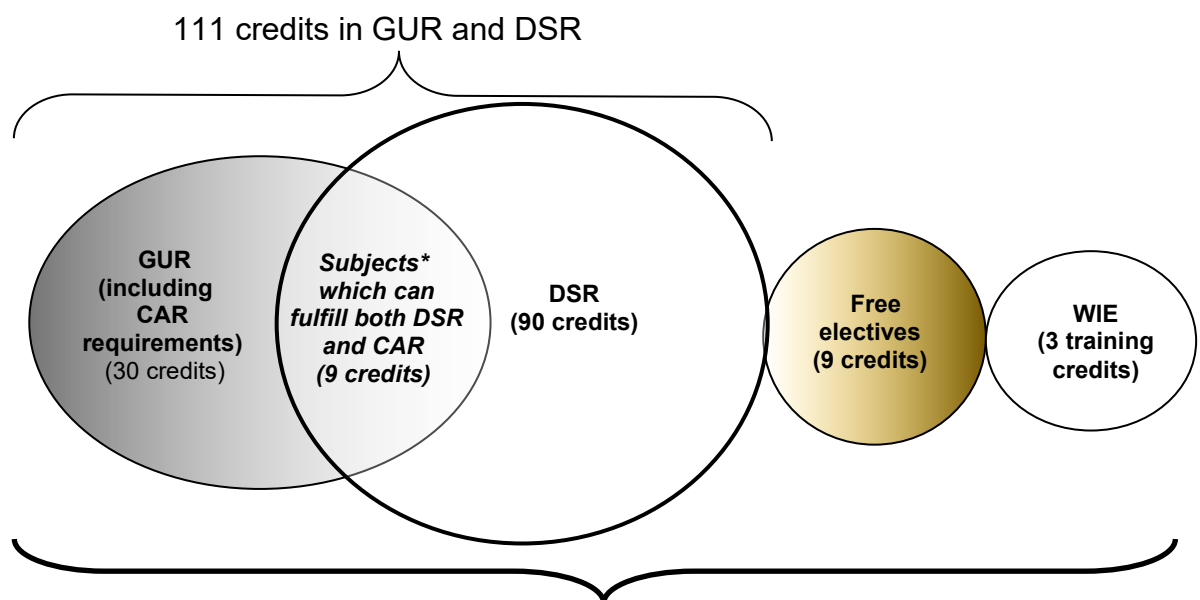 111 credits in GUR and DSR
GUR
(including
CAR
requirements)
(30 credits)
Subjects*
which can
fulfill both DSR
and CAR
(9 credits)
DSR
(90 credits)
Free
electives
(9 credits)
WIE
(3 training
credits)